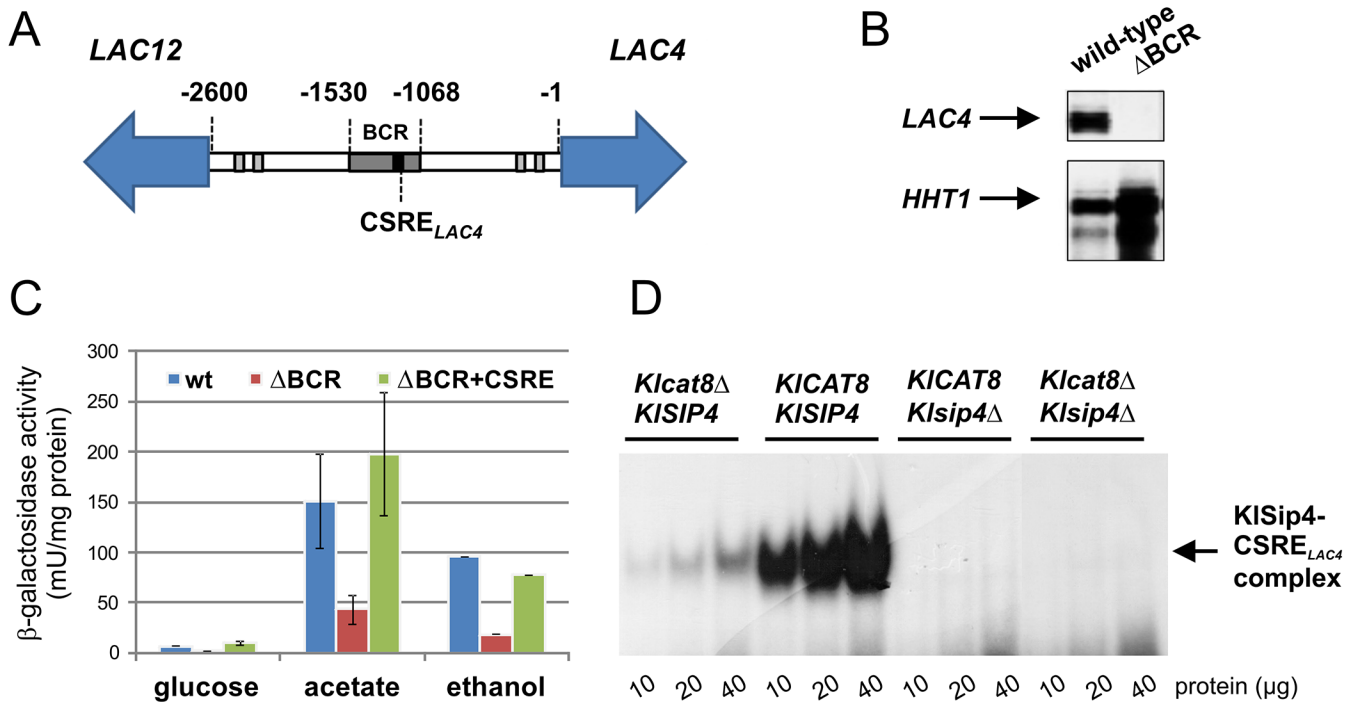 A
LAC12
LAC4
-2600
-1530
-1068
-1
BCR
CSRELAC4
B
wild-type
ΔBCR
LAC4
HHT1
C
β-galactosidase activity
(mU/mg protein)
300
250
200
150
100
50
0
wt
ΔBCR
ΔBCR+CSRE
glucose
acetate
ethanol
D
Klcat8Δ
KlSIP4
KlCAT8
KlSIP4
KlCAT8
Klsip4Δ
Klcat8Δ
Klsip4Δ
KlSip4-
CSRELAC4
complex
10 20 40 10 20 40 10 20 40 10 20 40 protein (μg)